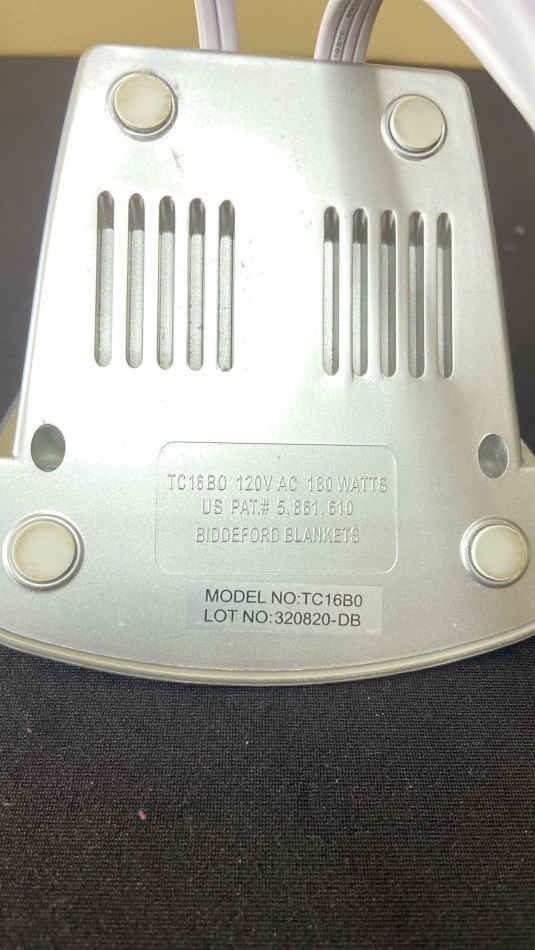 TC16B0 120V AC 180 WATTS
US PAT.# 5,861,610
BIDDEFORD BLANKETS
MODEL NO:TC16B0
LOT NO:320820-DB